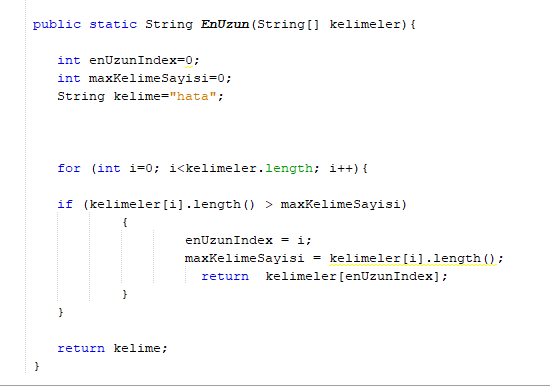 public static String EnUzun(String[] kelimeler){
int enUzunIndex=0;
int maxKelimeSayisi=0;
String kelime="hata";
for (int i=0; i<kelimeler.length; i++){
if (kelimeler[i].length() > maxKelimeSayisi)
{
enUzunIndex = i;
maxKelimeSayisi = kelimeler[i].length();
return kelimeler[enUzunIndex];
}
}
return kelime;
}